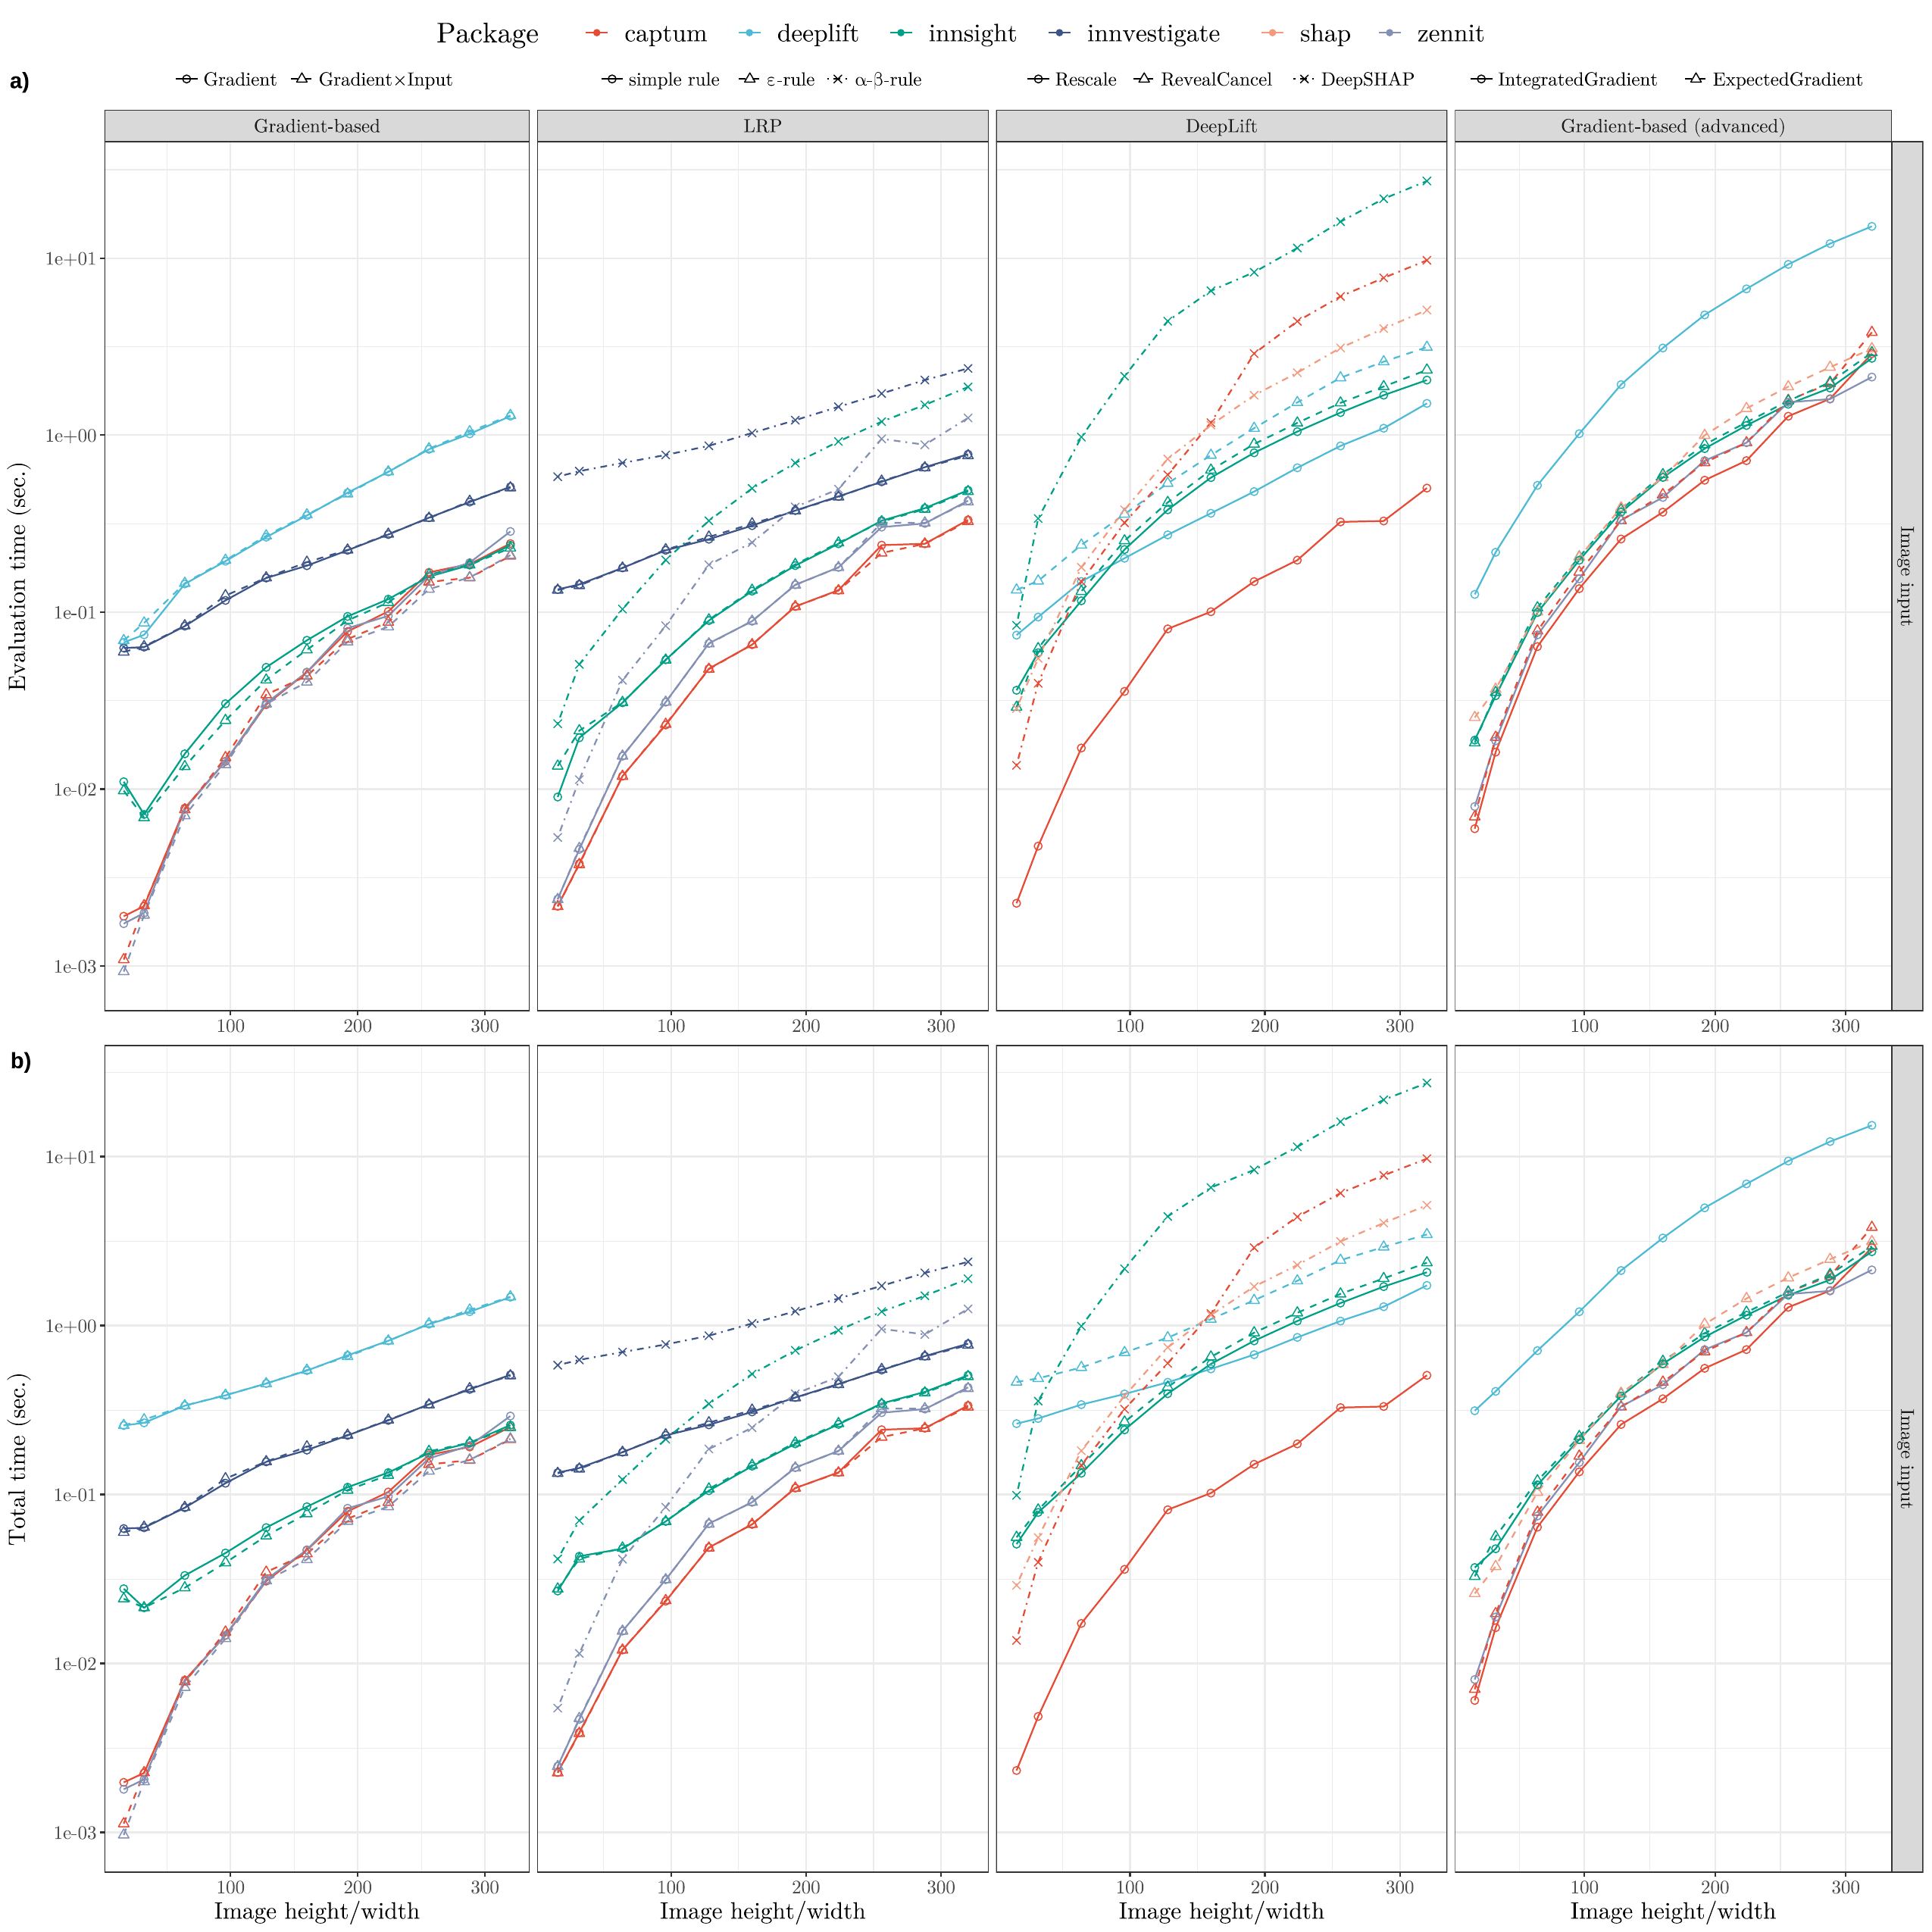 Package captum deeplift innsight innvestigate shap zennit
a) Gradient Gradient×Input simple rule ε-rule α-β-rule Rescale RevealCancel DeepSHAP IntegratedGradient ExpectedGradient
Gradient-based LRP DeepLift Gradient-based (advanced)
Evaluation time (sec.)
1e+01
1e+00
1e-01
1e-02
1e-03
Image input
100 200 300 100 200 300 100 200 300 100 200 300
b)
Total time (sec.)
1e+01
1e+00
1e-01
1e-02
1e-03
Image input
100 200 300 100 200 300 100 200 300 100 200 300
Image height/width Image height/width Image height/width Image height/width